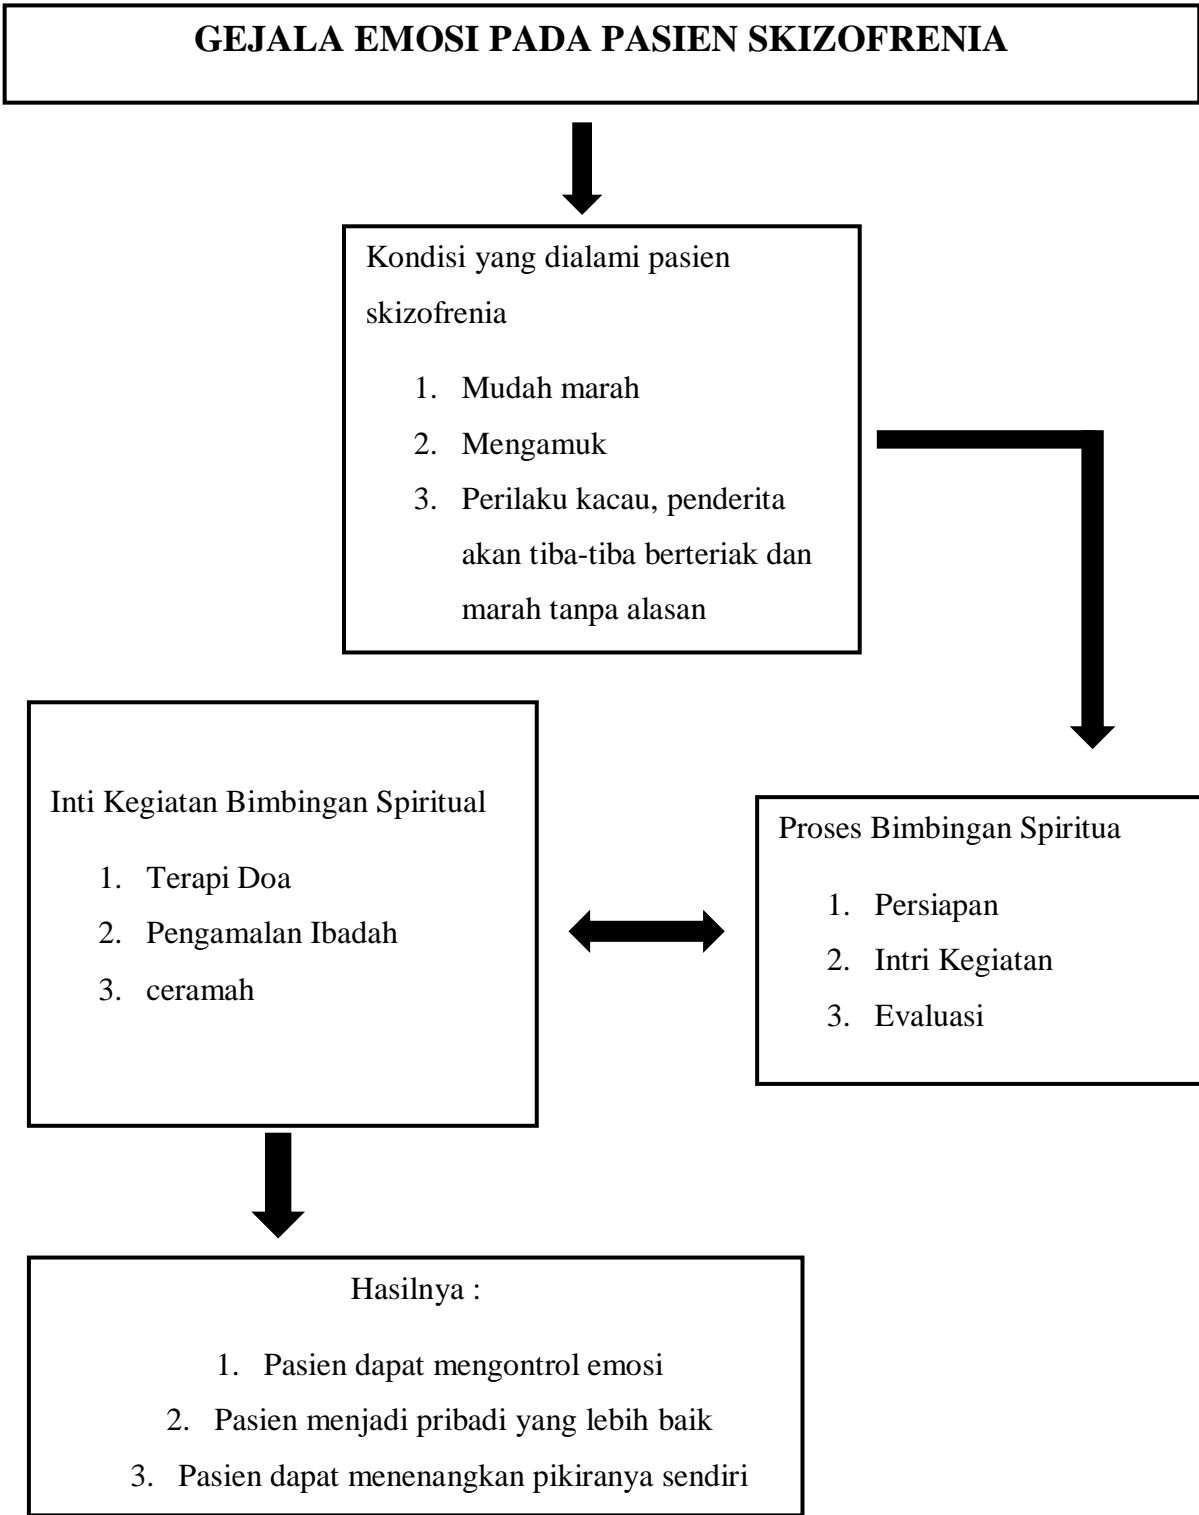 GEJALA EMOSI PADA PASIEN SKIZOFRENIA
Kondisi yang dialami pasien
skizofrenia
1. Mudah marah
2. Mengamuk
3. Perilaku kacau, penderita
akan tiba-tiba berteriak dan
marah tanpa alasan
Inti Kegiatan Bimbingan Spiritual
1. Terapi Doa
2. Pengamalan Ibadah
3. ceramah
Proses Bimbingan Spiritua
1. Persiapan
2. Intri Kegiatan
3. Evaluasi
Hasilnya :
1. Pasien dapat mengontrol emosi
2. Pasien menjadi pribadi yang lebih baik
3. Pasien dapat menenangkan pikiranya sendiri